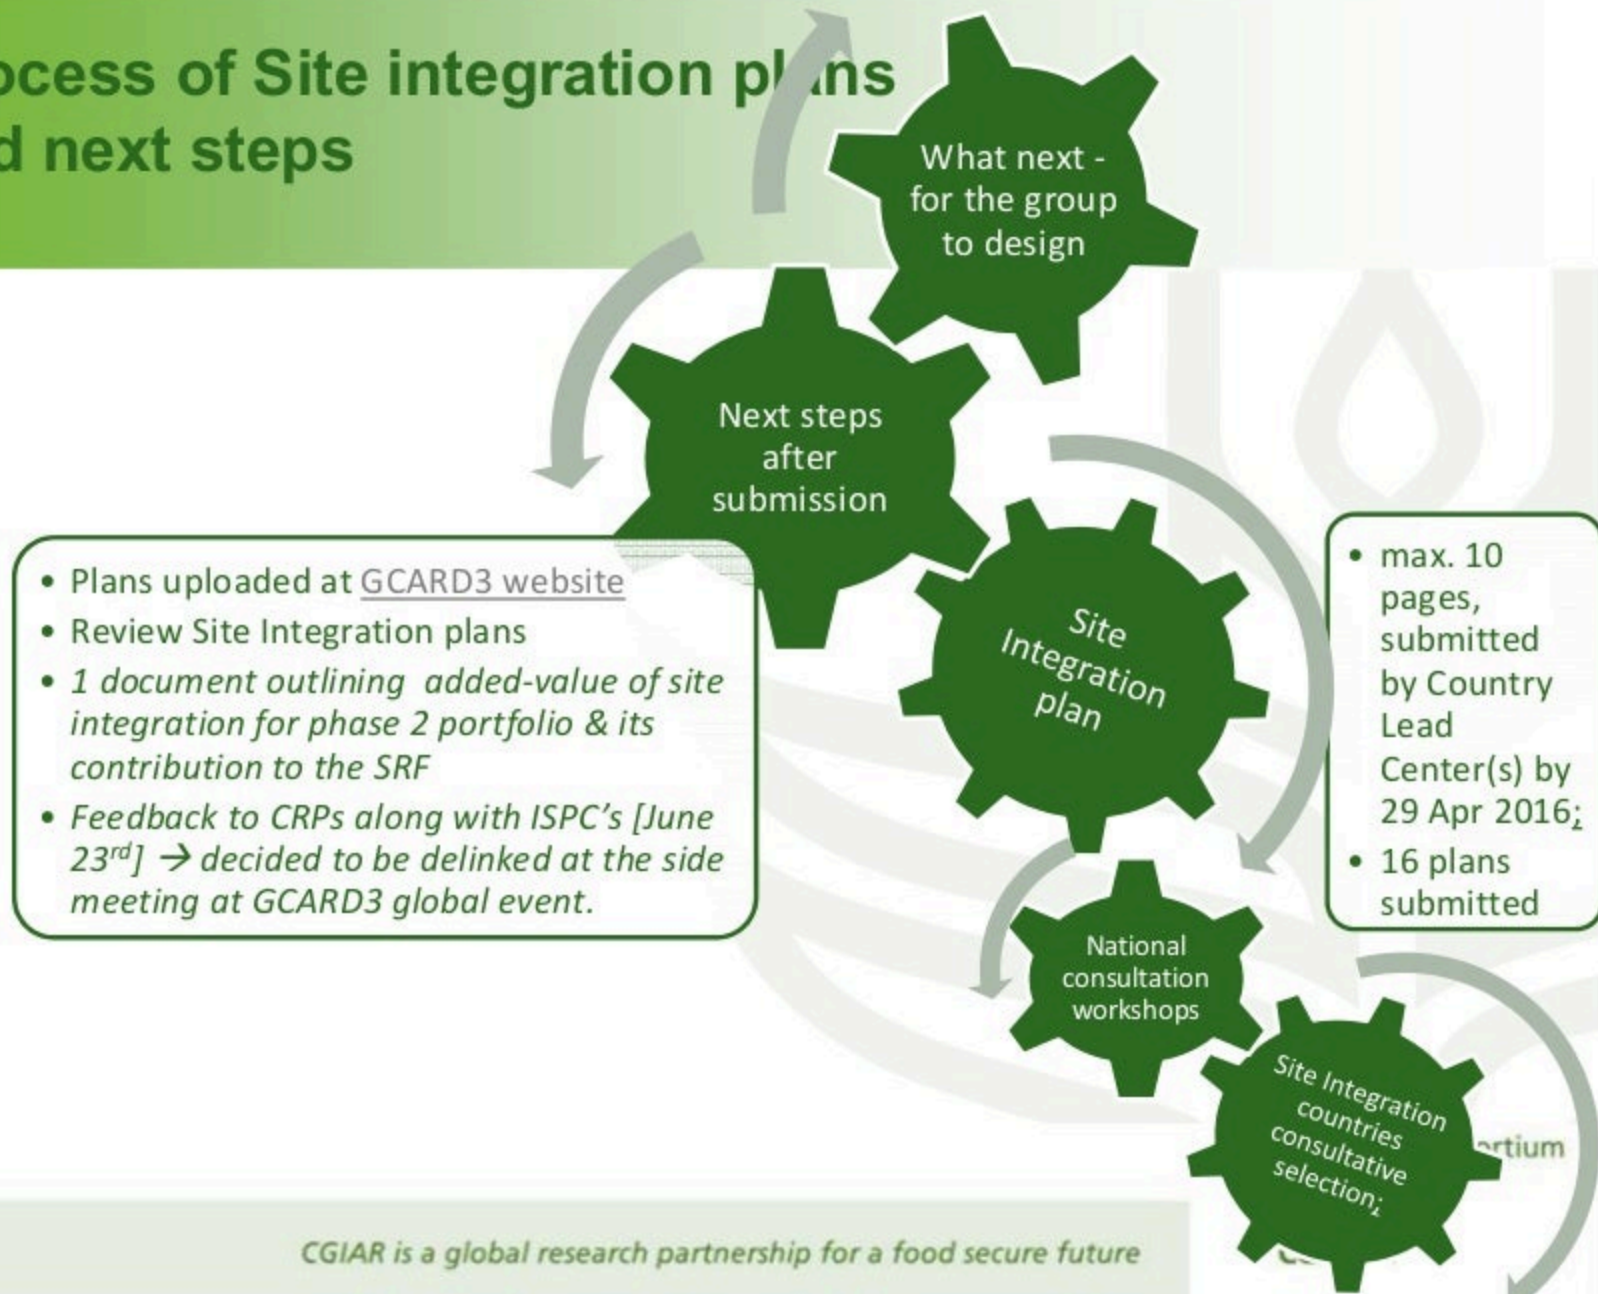 ocess of Site integration plans
d next steps
What next -
for the group
to design
Next steps
after
submission
• Plans uploaded at GCARD3 website
• Review Site Integration plans
• 1 document outlining added-value of site
integration for phase 2 portfolio & its
contribution to the SRF
• Feedback to CRPs along with ISPC's [June
23rd] → decided to be delinked at the side
meeting at GCARD3 global event.
Site
Integration
plan
• max. 10
pages,
submitted
by Country
Lead
Center(s) by
29 Apr 2016;
• 16 plans
submitted
National
consultation
workshops
Site Integration
countries
consultative
selection;
ortium
CGIAR is a global research partnership for a food secure future